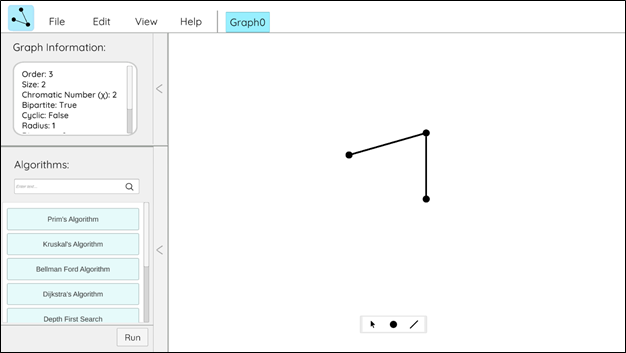 File Edit View Help Graph0
Graph Information:
Order: 3
Size: 2
Chromatic Number (χ): 2
Bipartite: True
Cyclic: False
Radius: 1
Algorithms:
Prim's Algorithm
Kruskal's Algorithm
Bellman Ford Algorithm
Dijkstra's Algorithm
Depth First Search
Run